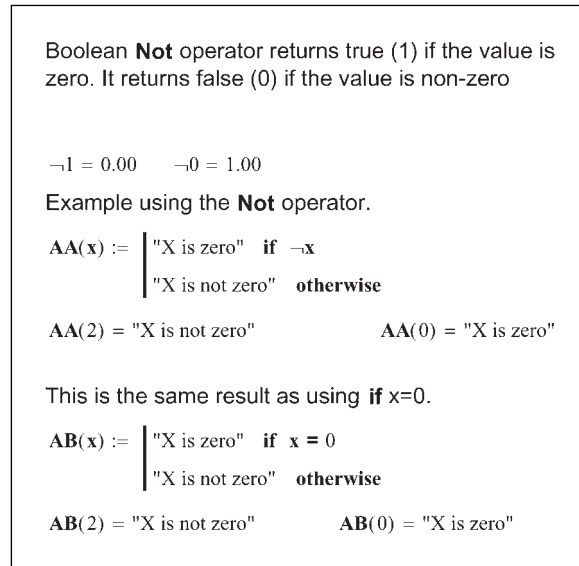 Boolean Not operator returns true (1) if the value is
zero. It returns false (0) if the value is non-zero
¬1 = 0.00 ¬0 = 1.00
Example using the Not operator.
AA(x) := "X is zero" if ¬x
"X is not zero" otherwise
AA(2) = "X is not zero" AA(0) = "X is zero"
This is the same result as using if x=0.
AB(x) := "X is zero" if x = 0
"X is not zero" otherwise
AB(2) = "X is not zero" AB(0) = "X is zero"